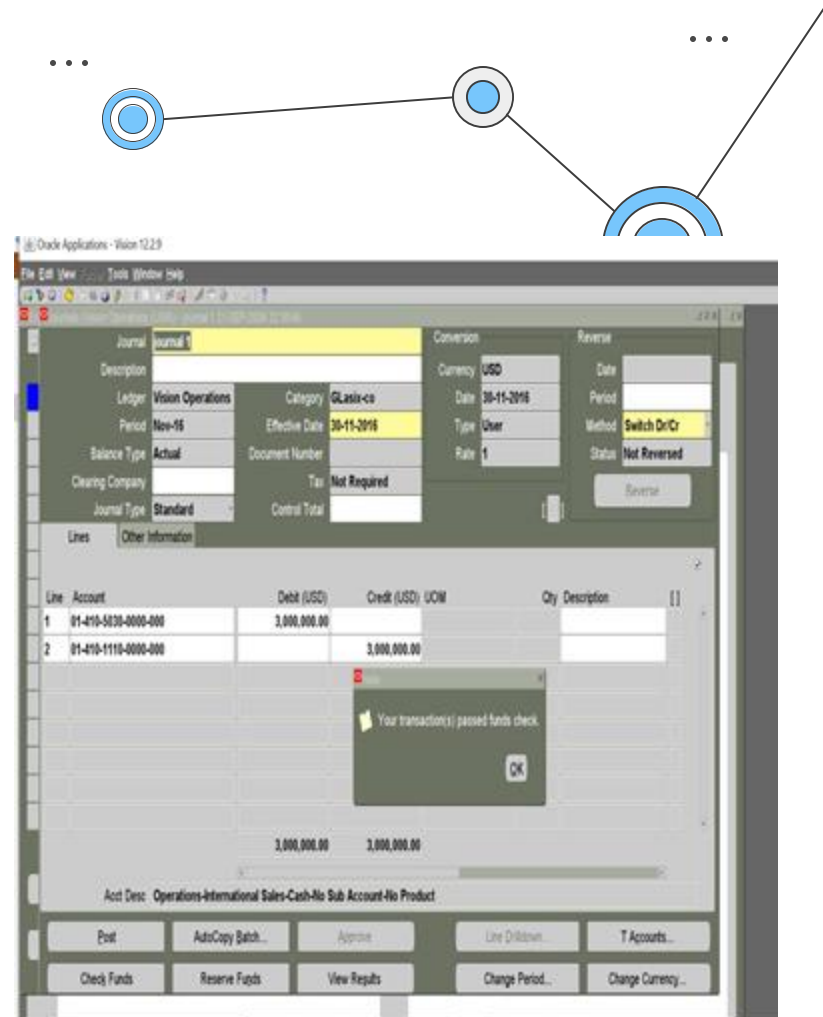 Oracle Applications - Vision 12.2.9
File Edit View Tools Window Help
Journal journal 1
Description
Ledger Vision Operations Category GLasix-co
Period Nov-16 Effective Date 30-11-2016
Balance Type Actual Document Number
Clearing Company Tax Not Required
Journal Type Standard Control Total
Conversion
Currency USD
Date 30-11-2016
Type User
Rate 1
Reverse
Date
Period
Method Switch Dr/Cr
Status Not Reversed
Reverse
[ ]
Lines Other Information
Line Account Debit (USD) Credit (USD) UOM Qty Description [ ]
1 01-410-5030-0000-000 3,000,000.00
2 01-410-1110-0000-000 3,000,000.00
Your transaction(s) passed funds check.
OK
3,000,000.00 3,000,000.00
Acct Desc Operations-International Sales-Cash-No Sub Account-No Product
Post AutoCopy Batch... Approve Line Drilldown... T Accounts...
Check Funds Reserve Funds View Results Change Period... Change Currency...